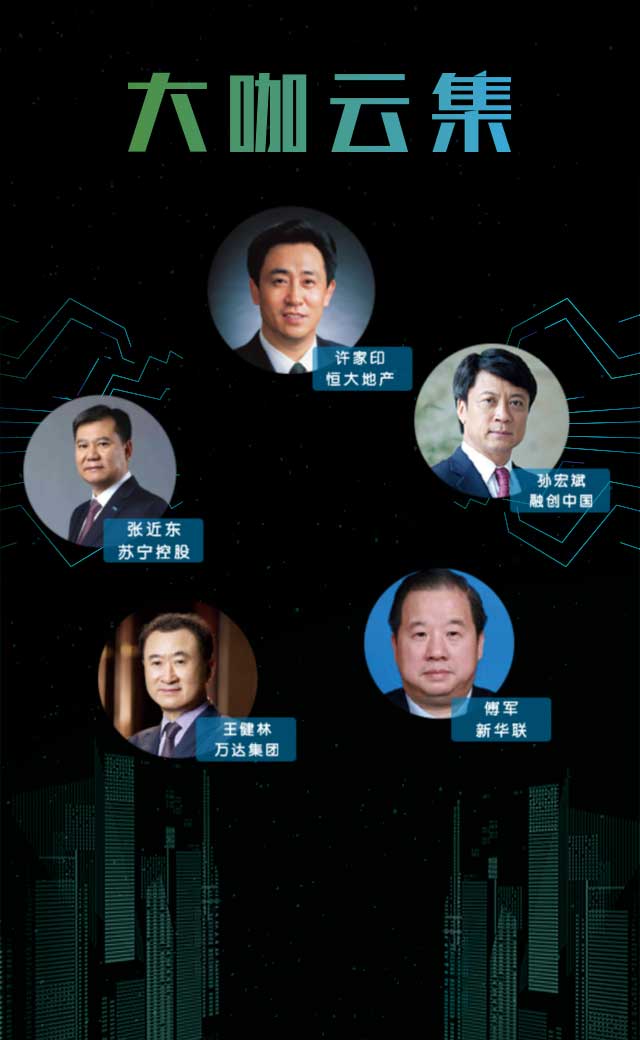 大咖云集
许家印
恒大地产
孙宏斌
融创中国
张近东
苏宁控股
傅军
新华联
王健林
万达集团